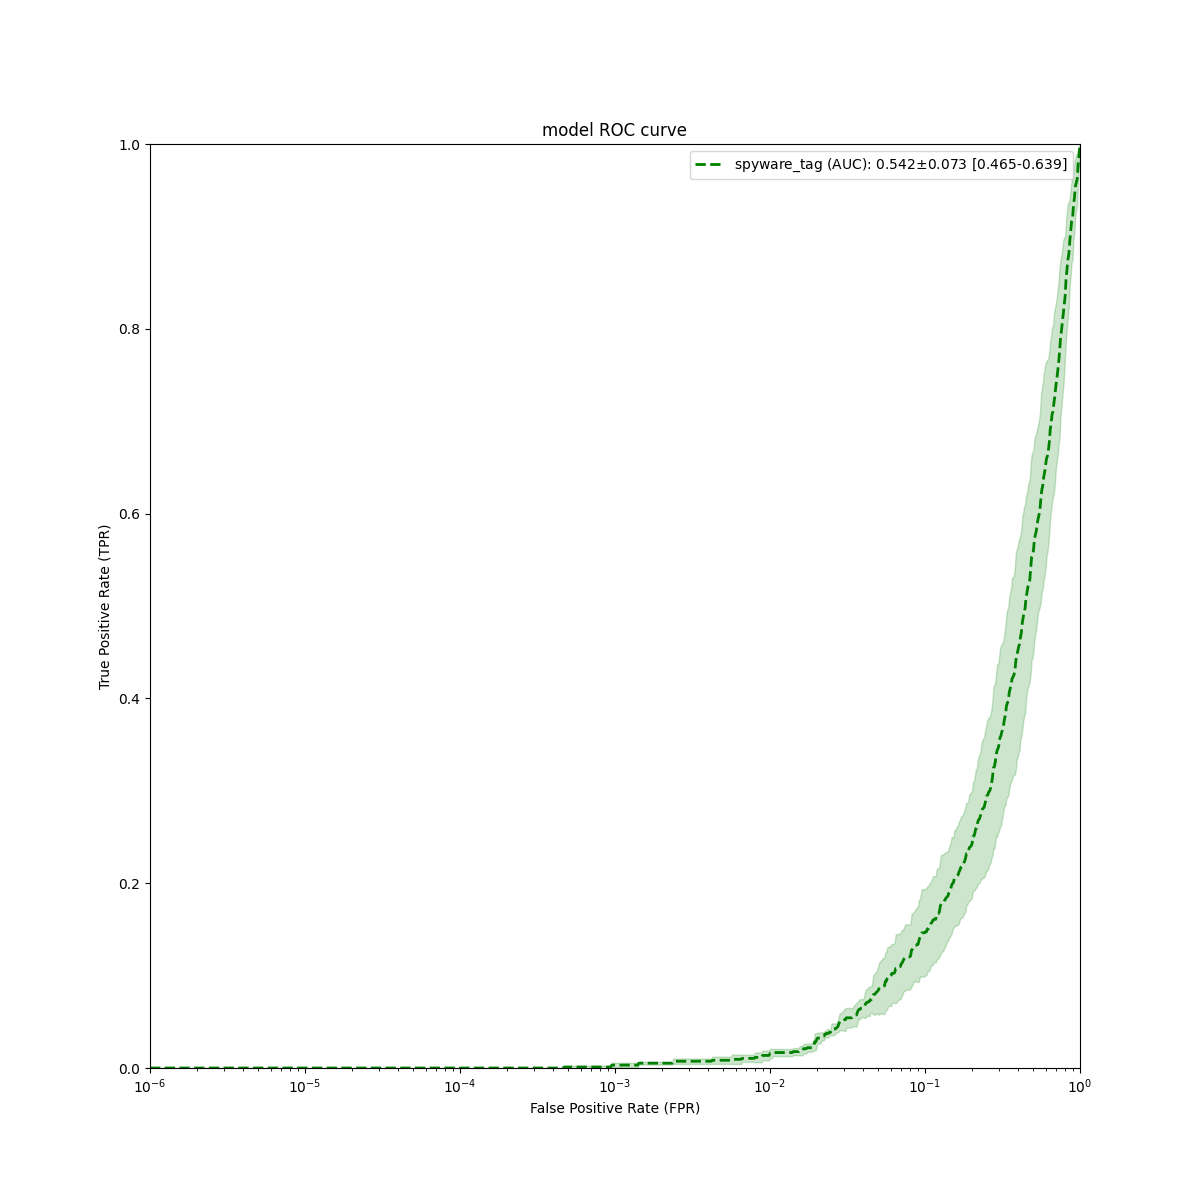 model ROC curve
spyware_tag (AUC): 0.542±0.073 [0.465-0.639]
1.0
0.8
0.6
0.4
0.2
0.0
True Positive Rate (TPR)
10⁻⁶ 10⁻⁵ 10⁻⁴ 10⁻³ 10⁻² 10⁻¹ 10⁰
False Positive Rate (FPR)